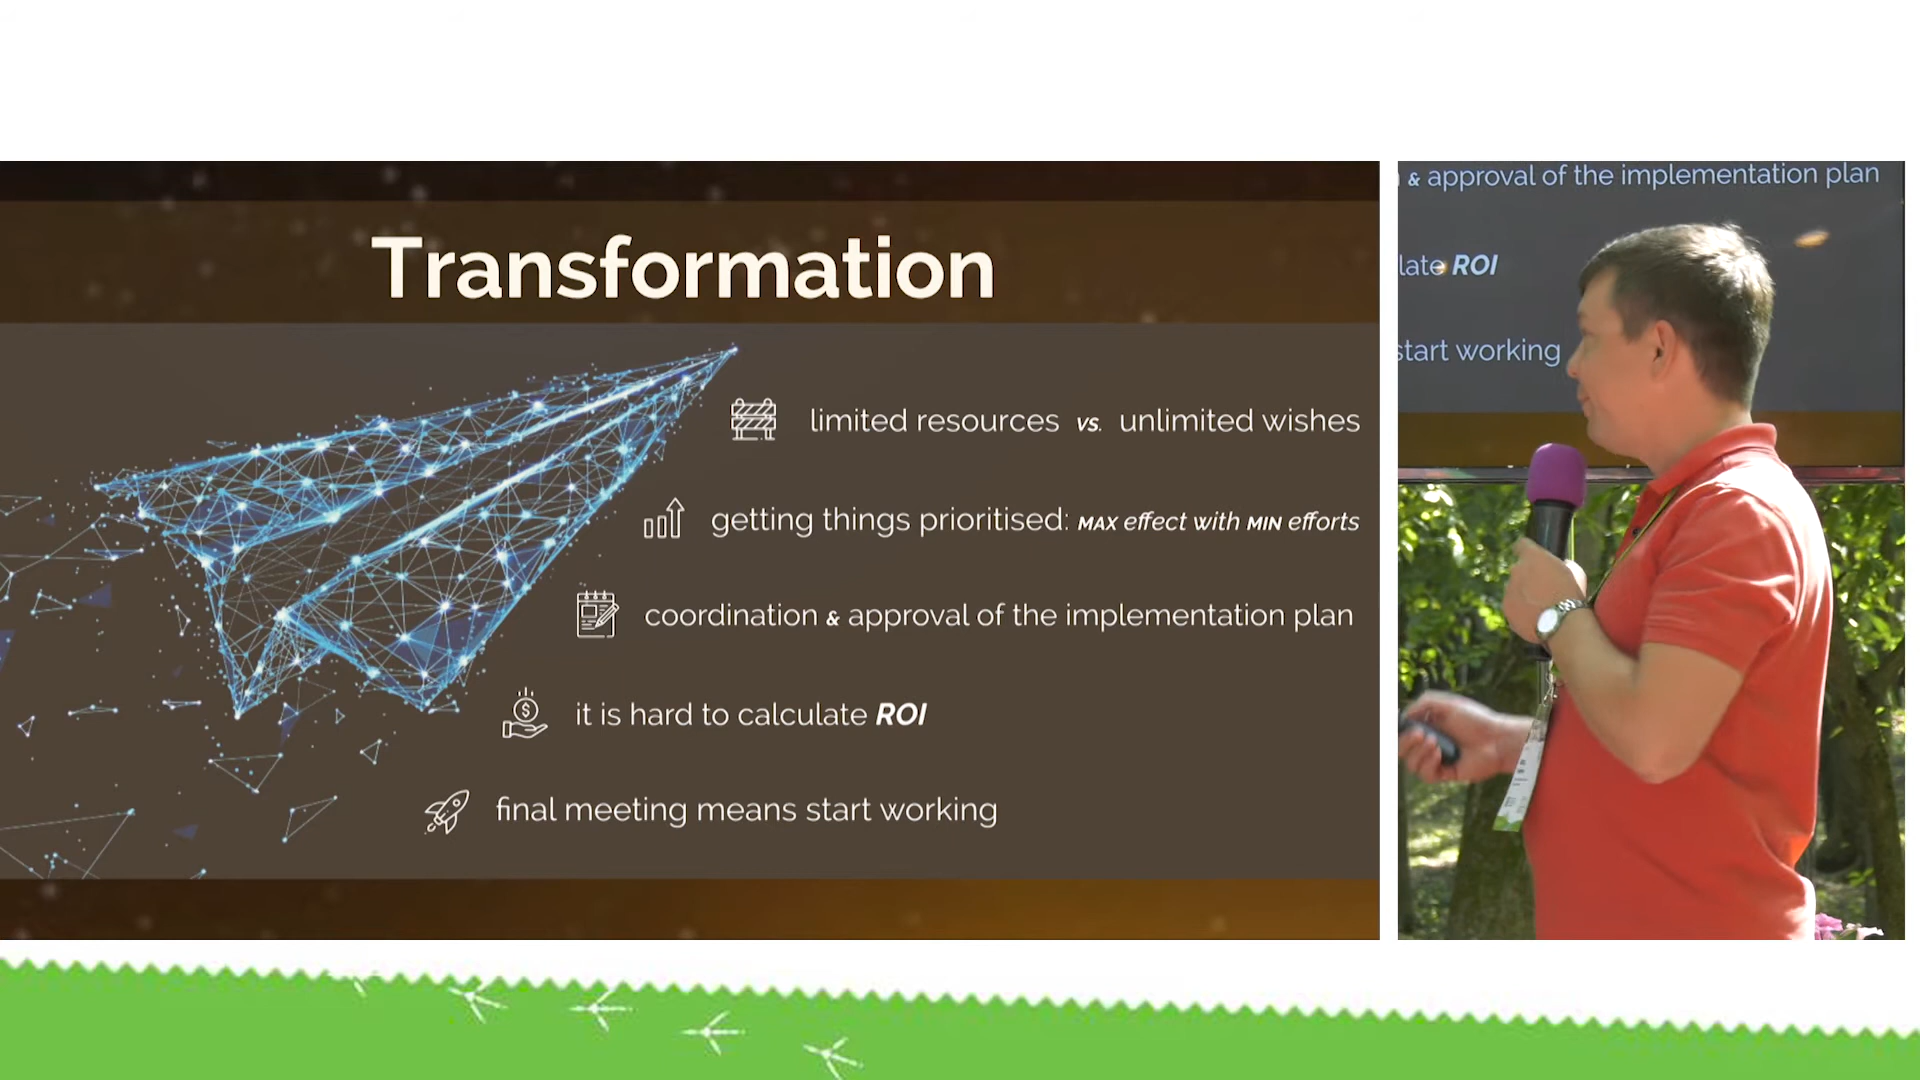 Transformation
limited resources vs. unlimited wishes
getting things prioritised: MAX effect with MIN efforts
coordination & approval of the implementation plan
it is hard to calculate ROI
final meeting means start working
& approval of the implementation plan
late ROI
start working